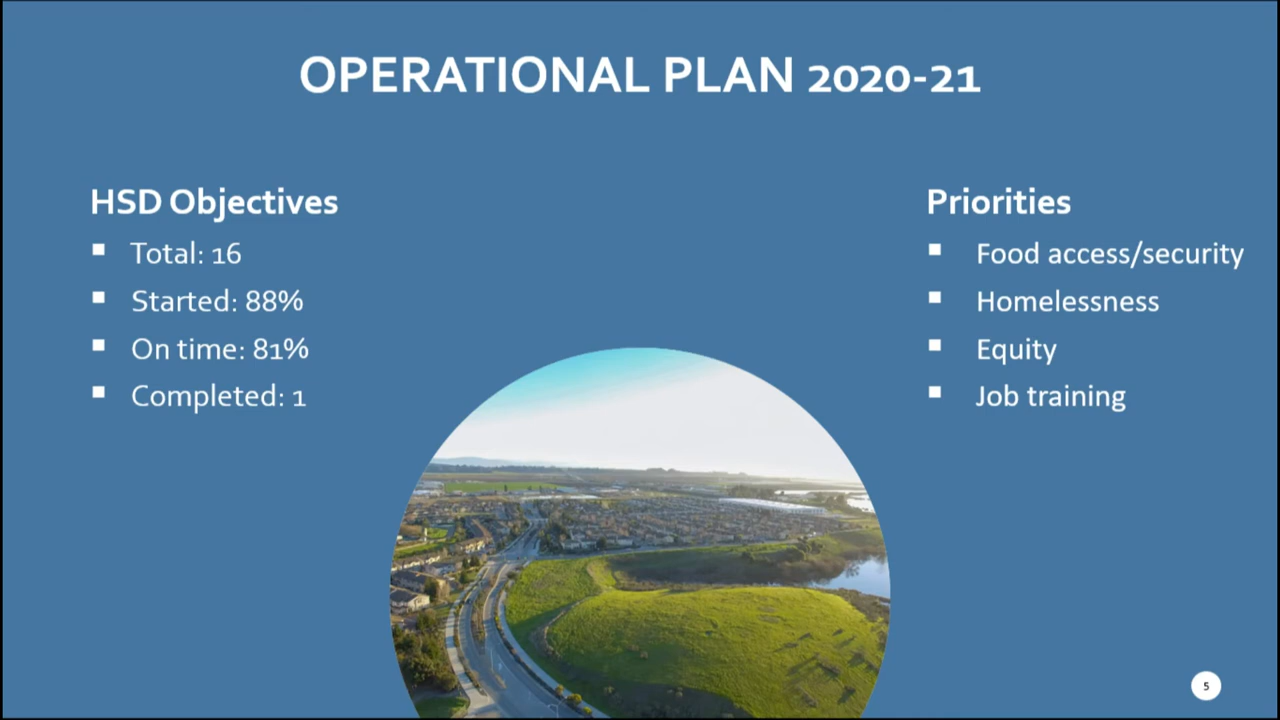 OPERATIONAL PLAN 2020-21
HSD Objectives
Total: 16
Started: 88%
On time: 81%
Completed: 1
Priorities
Food access/security
Homelessness
Equity
Job training
5